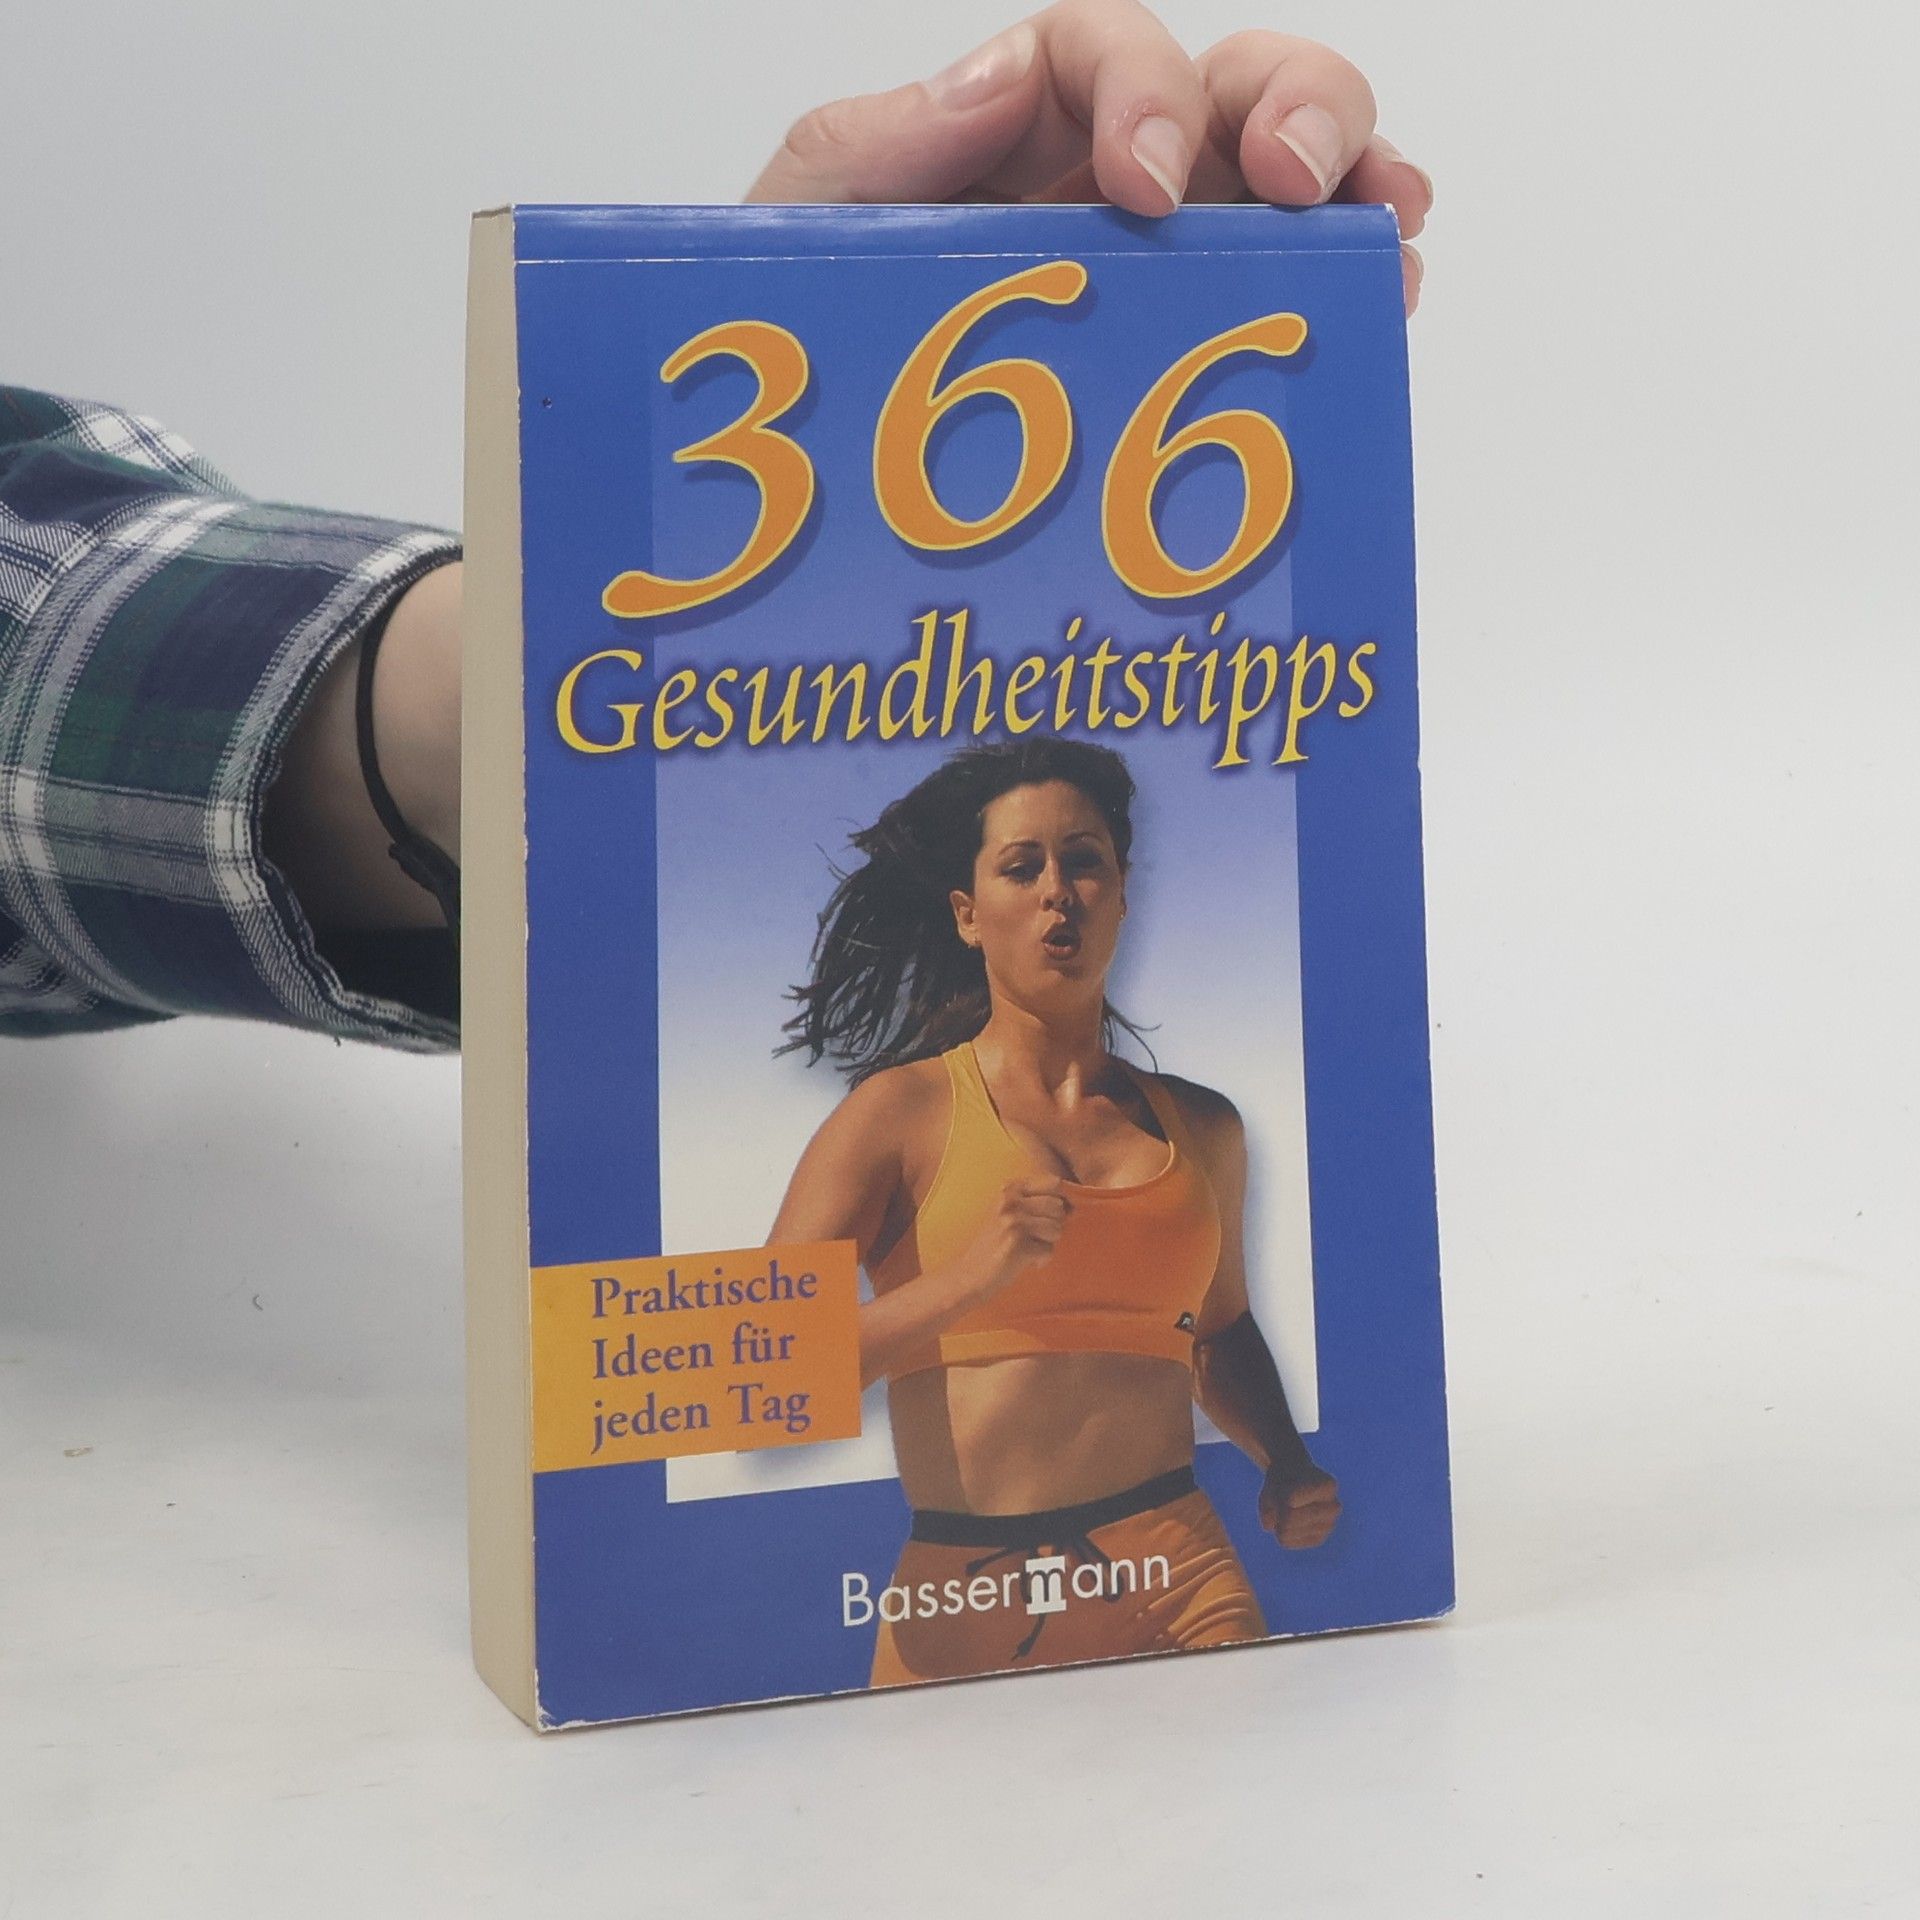 366
Gesundheitstipps
Praktische
Ideen für
jeden Tag
Bassermann